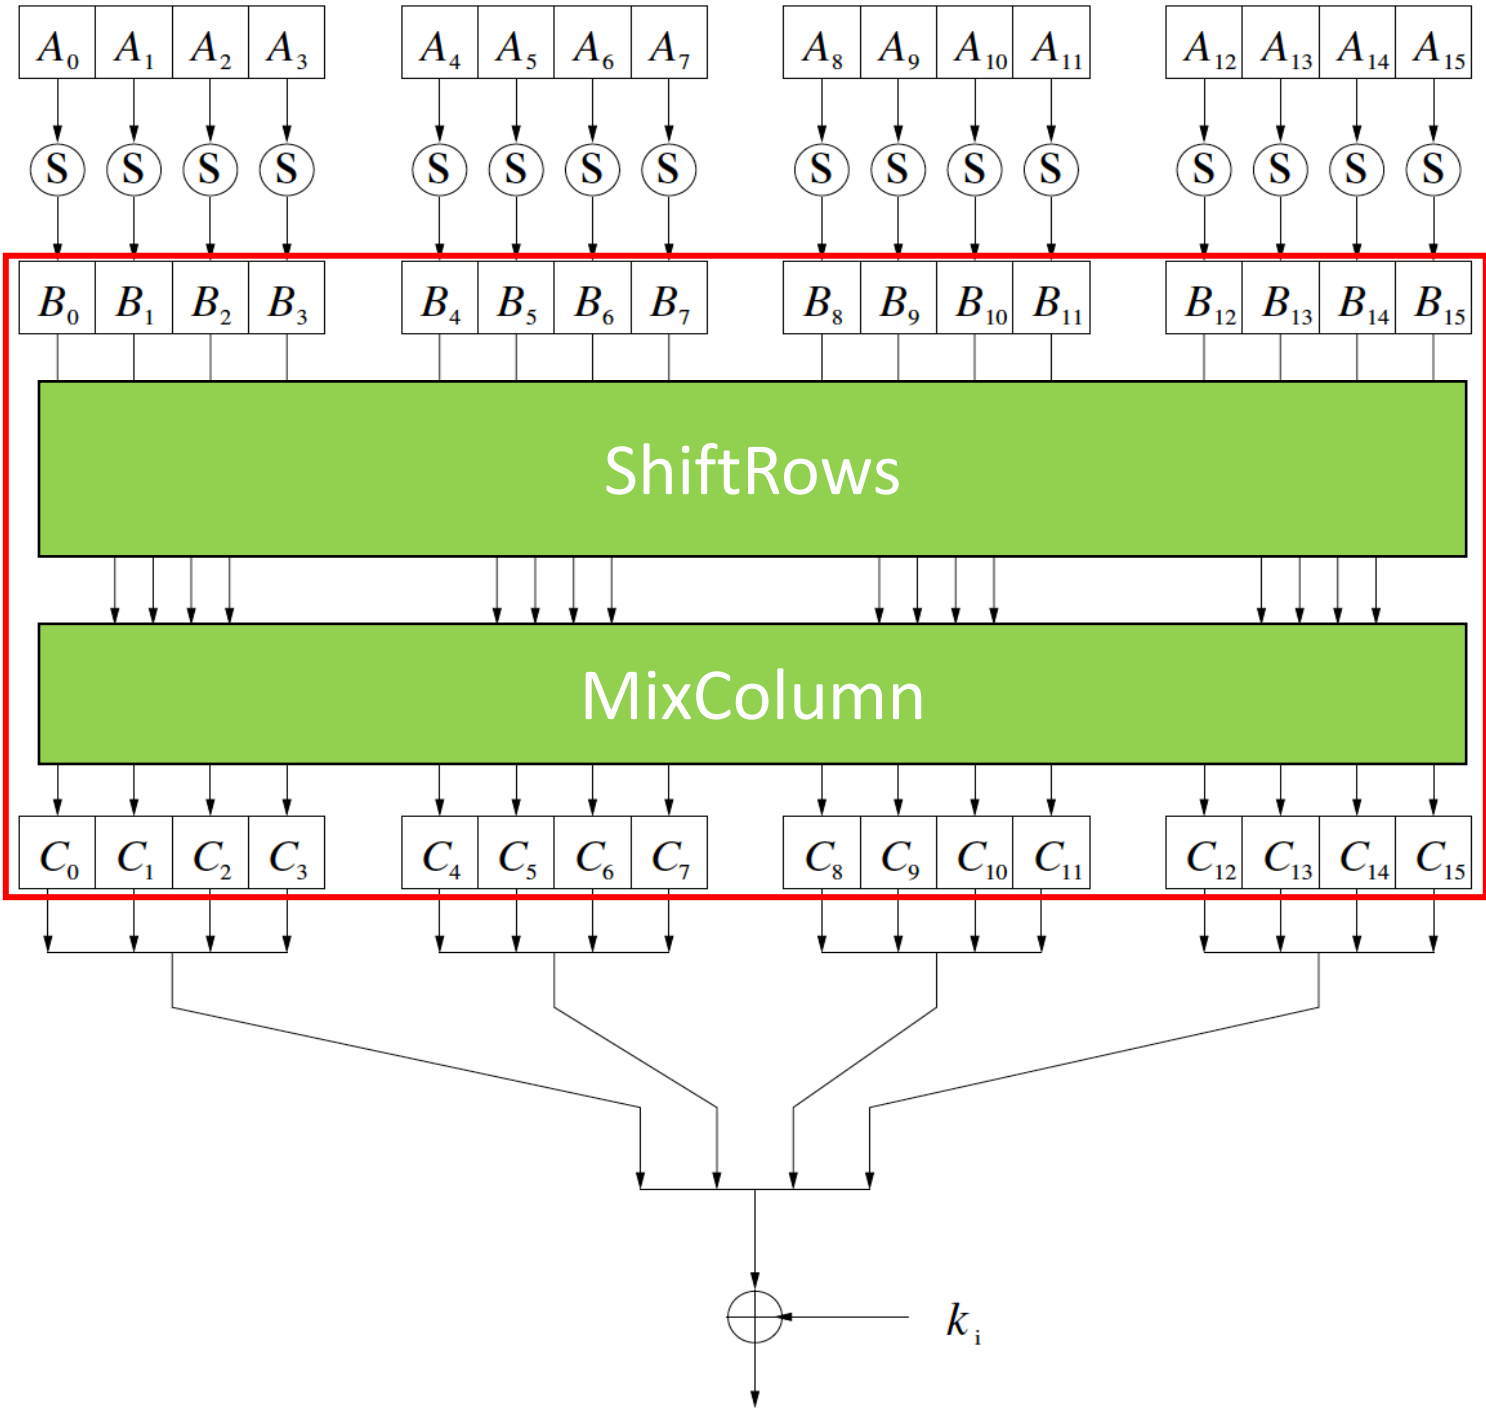 A0 A1 A2 A3 A4 A5 A6 A7 A8 A9 A10 A11 A12 A13 A14 A15
S S S S S S S S S S S S S S S S
B0 B1 B2 B3 B4 B5 B6 B7 B8 B9 B10 B11 B12 B13 B14 B15
ShiftRows
MixColumn
C0 C1 C2 C3 C4 C5 C6 C7 C8 C9 C10 C11 C12 C13 C14 C15
ki